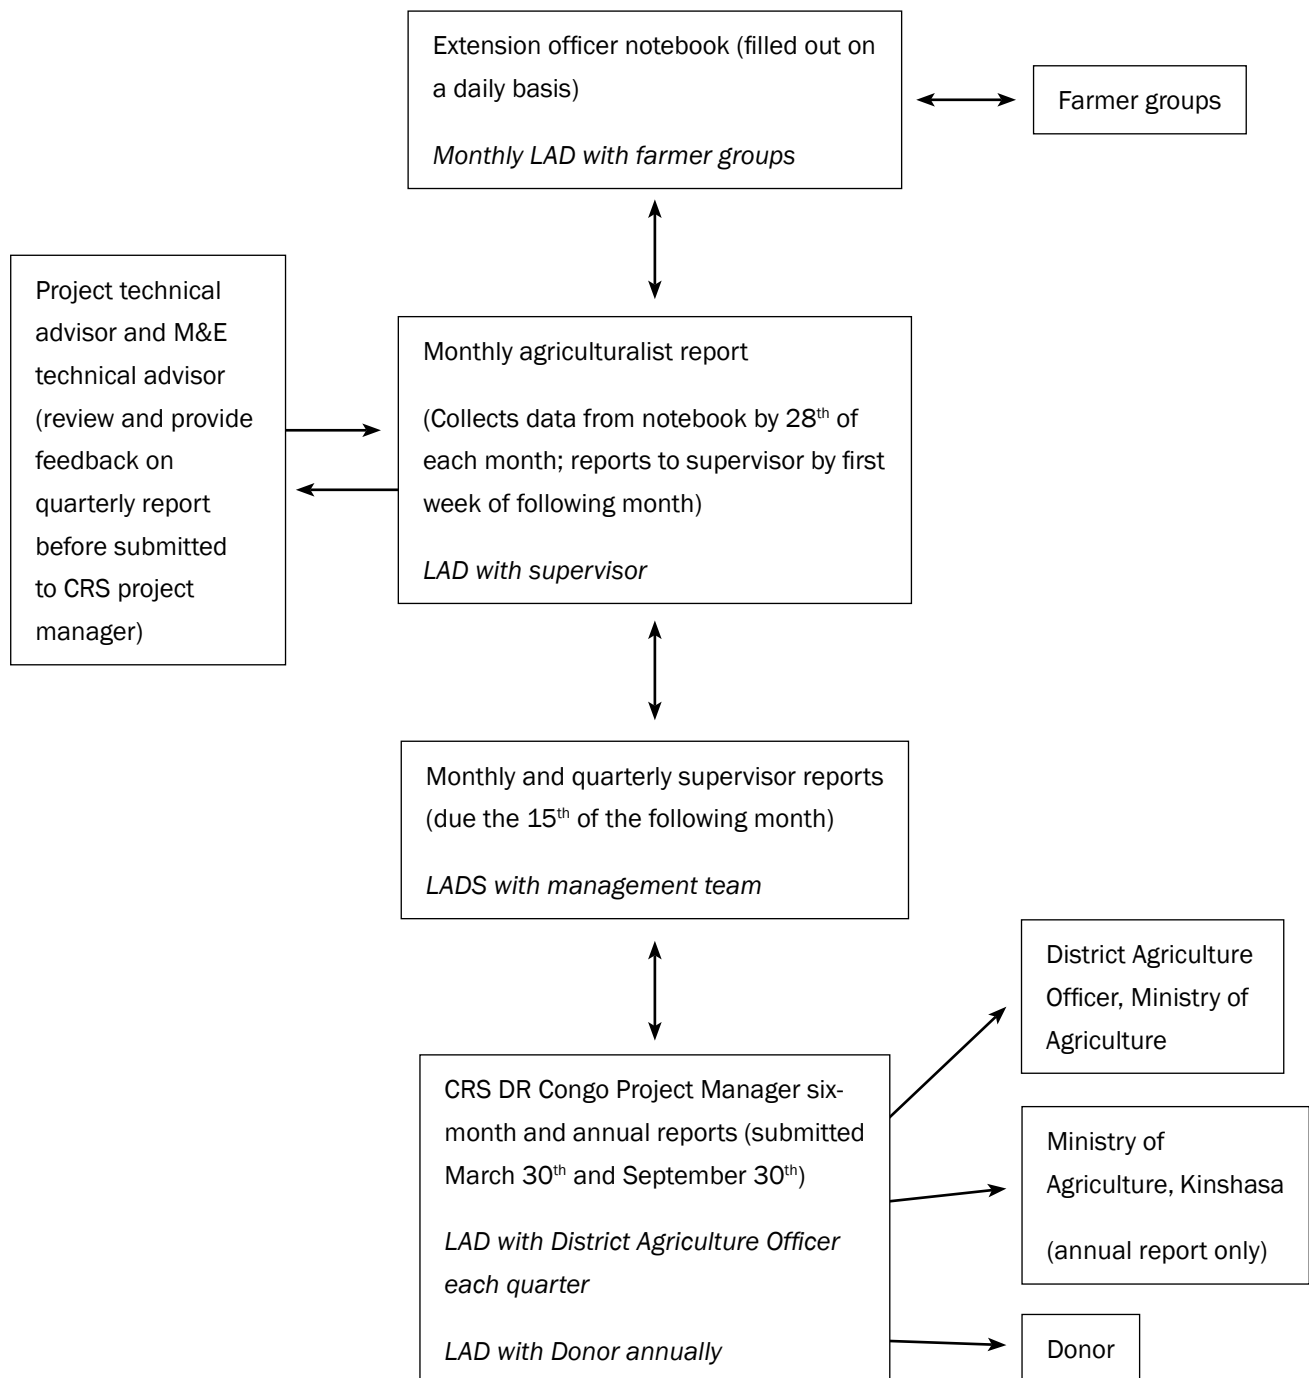 Extension officer notebook (filled out on
a daily basis)
Monthly LAD with farmer groups
Farmer groups
Project technical
advisor and M&E
technical advisor
(review and provide
feedback on
quarterly report
before submitted
to CRS project
manager)
Monthly agriculturalist report
(Collects data from notebook by 28th of
each month; reports to supervisor by first
week of following month)
LAD with supervisor
Monthly and quarterly supervisor reports
(due the 15th of the following month)
LADS with management team
CRS DR Congo Project Manager six-
month and annual reports (submitted
March 30th and September 30th)
LAD with District Agriculture Officer
each quarter
LAD with Donor annually
District Agriculture
Officer, Ministry of
Agriculture
Ministry of
Agriculture, Kinshasa
(annual report only)
Donor